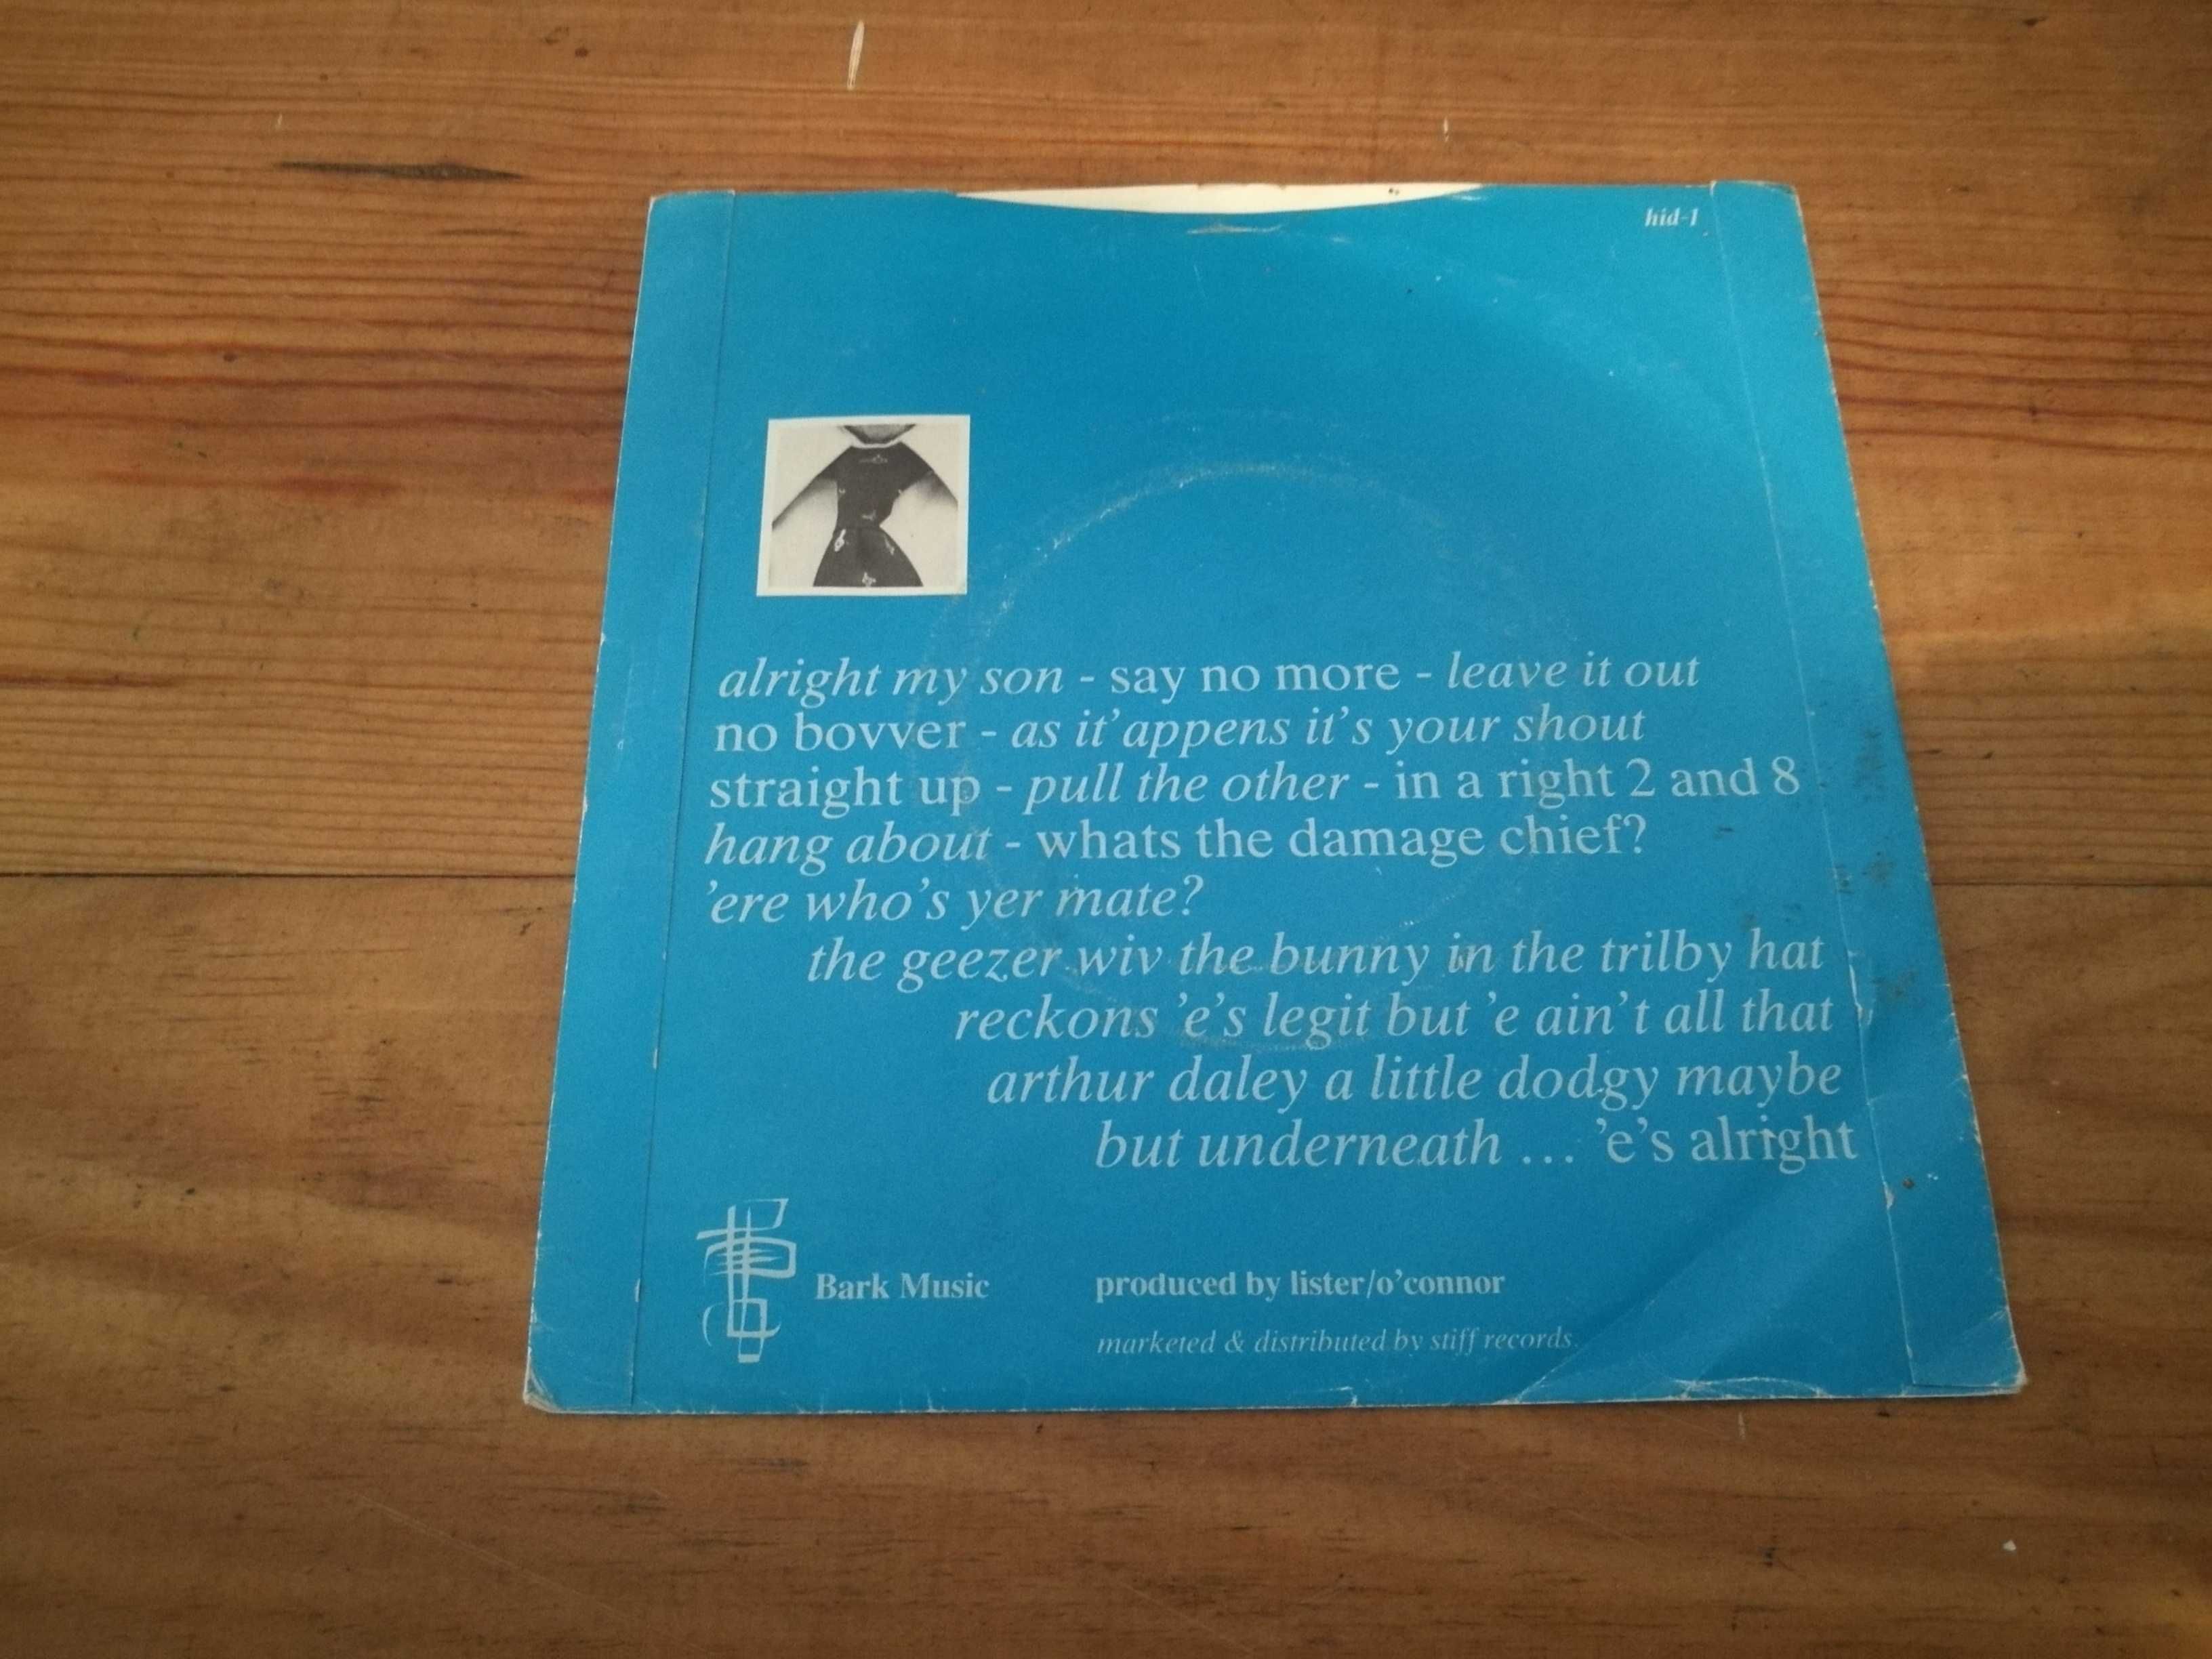 hid-1
alright my son - say no more - leave it out
no bovver - as it'appens it's your shout
straight up - pull the other - in a right 2 and 8
hang about - whats the damage chief?
'ere who's yer mate?
the geezer wiv the bunny in the trilby hat
reckons 'e's legit but 'e ain't all that
arthur daley a little dodgy maybe
but underneath ... 'e's alright
Bark Music
produced by lister/o'connor
marketed & distributed by stiff records.